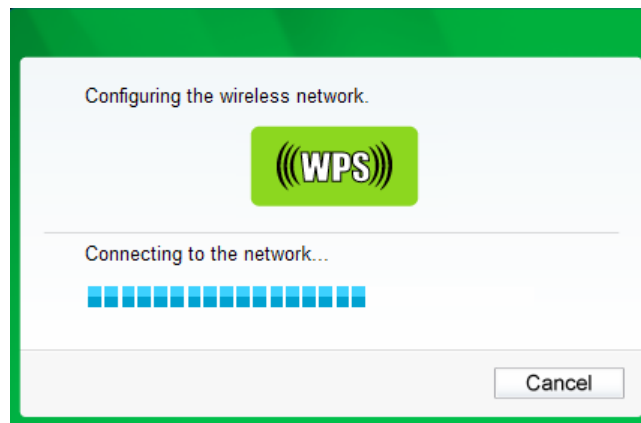 Configuring the wireless network.
(((WPS)))
Connecting to the network...
Cancel